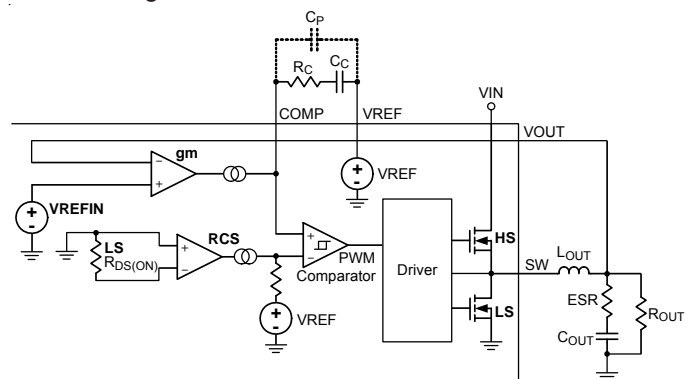 CP
RC
CC
VIN
COMP
VREF
VOUT
gm
VREF
VREFIN
RCS
HS
LS
RDS(ON)
PWM
Comparator
Driver
SW
LOUT
VREF
LS
ESR
ROUT
COUT